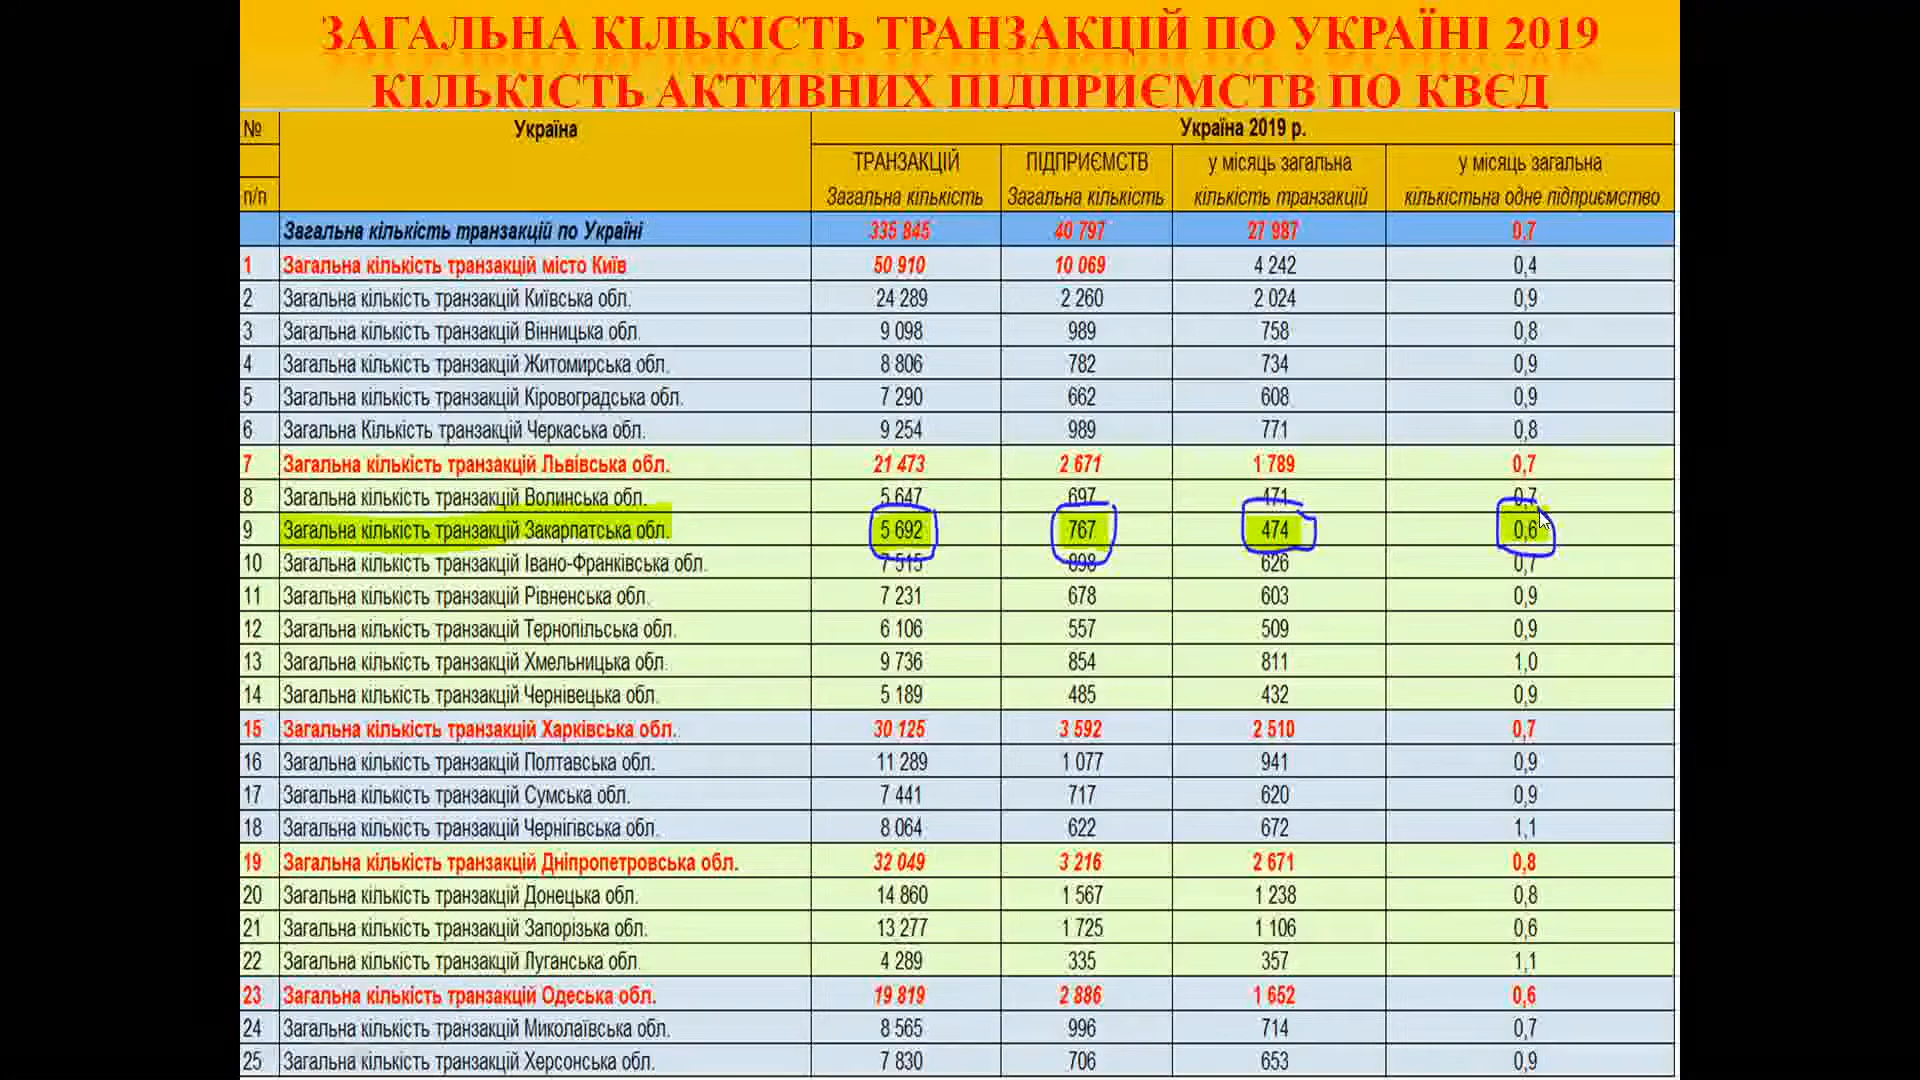 ЗАГАЛЬНА КІЛЬКІСТЬ ТРАНЗАКЦІЙ ПО УКРАЇНІ 2019
КІЛЬКІСТЬ АКТИВНИХ ПІДПРИЄМСТВ ПО КВЄД
№ Україна Україна 2019 р.
ТРАНЗАКЦІЙ ПІДПРИЄМСТВ у місяць загальна у місяць загальна
п/п Загальна кількість Загальна кількість кількість транзакцій кількістьна одне підприємство
Загальна кількість транзакцій по Україні 335 845 40 797 27 987 0,7
1 Загальна кількість транзакцій місто Київ 50 910 10 069 4 242 0,4
2 Загальна кількість транзакцій Київська обл. 24 289 2 260 2 024 0,9
3 Загальна кількість транзакцій Вінницька обл. 9 098 989 758 0,8
4 Загальна кількість транзакцій Житомирська обл. 8 806 782 734 0,9
5 Загальна кількість транзакцій Кіровоградська обл. 7 290 662 608 0,9
6 Загальна Кількість транзакцій Черкаська обл. 9 254 989 771 0,8
7 Загальна кількість транзакцій Львівська обл. 21 473 2 671 1 789 0,7
8 Загальна кількість транзакцій Волинська обл. 5 647 697 471 0,7
9 Загальна кількість транзакцій Закарпатська обл. 5 692 767 474 0,6
10 Загальна кількість транзакцій Івано-Франківська обл. 7 515 898 626 0,7
11 Загальна кількість транзакцій Рівненська обл. 7 231 678 603 0,9
12 Загальна кількість транзакцій Тернопільська обл. 6 106 557 509 0,9
13 Загальна кількість транзакцій Хмельницька обл. 9 736 854 811 1,0
14 Загальна кількість транзакцій Чернівецька обл. 5 189 485 432 0,9
15 Загальна кількість транзакцій Харківська обл. 30 125 3 592 2 510 0,7
16 Загальна кількість транзакцій Полтавська обл. 11 289 1 077 941 0,9
17 Загальна кількість транзакцій Сумська обл. 7 441 717 620 0,9
18 Загальна кількість транзакцій Чернігівська обл. 8 064 622 672 1,1
19 Загальна кількість транзакцій Дніпропетровська обл. 32 049 3 216 2 671 0,8
20 Загальна кількість транзакцій Донецька обл. 14 860 1 567 1 238 0,8
21 Загальна кількість транзакцій Запорізька обл. 13 277 1 725 1 106 0,6
22 Загальна кількість транзакцій Луганська обл. 4 289 335 357 1,1
23 Загальна кількість транзакцій Одеська обл. 19 819 2 886 1 652 0,6
24 Загальна кількість транзакцій Миколаївська обл. 8 565 996 714 0,7
25 Загальна кількість транзакцій Херсонська обл. 7 830 706 653 0,9